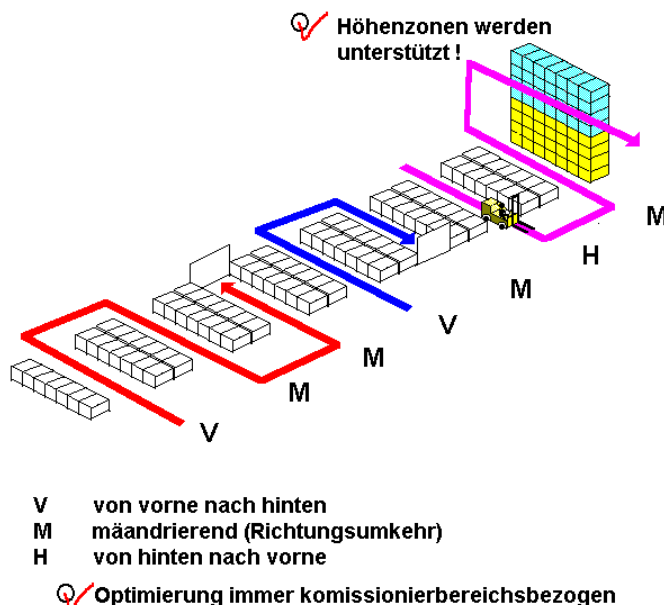 Höhenzonen werden
unterstützt !
M
H
M
V
M
M
V
V von vorne nach hinten
M mäandrierend (Richtungsumkehr)
H von hinten nach vorne
Optimierung immer komissionierbereichsbezogen